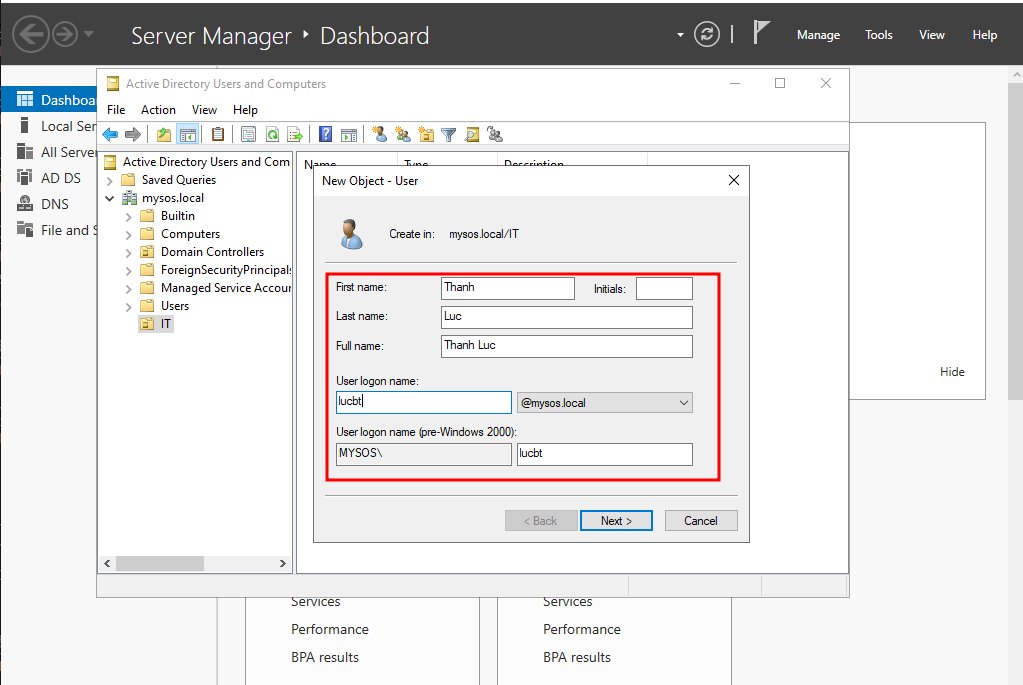 Server Manager • Dashboard
Manage Tools View Help
Active Directory Users and Computers
File Action View Help
Dashboa
Local Ser
All Server
AD DS
DNS
File and S
Active Directory Users and Com
Saved Queries
mysos.local
Builtin
Computers
Domain Controllers
ForeignSecurityPrincipals
Managed Service Accour
Users
IT
Name Type Description
New Object - User
Create in: mysos.local/IT
First name: Thanh Initials:
Last name: Luc
Full name: Thanh Luc
User logon name:
lucbt @mysos.local
User logon name (pre-Windows 2000):
MYSOS\ lucbt
< Back Next > Cancel
Hide
Services
Performance
BPA results
Services
Performance
BPA results